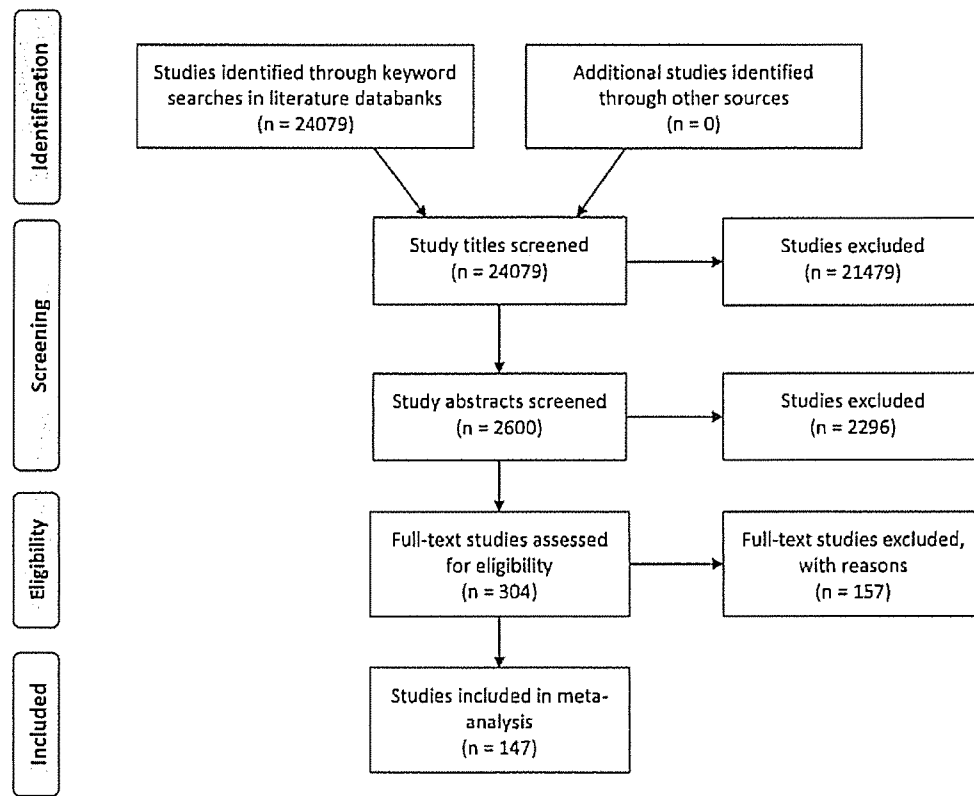 Identification
Studies identified through keyword
searches in literature databanks
(n = 24079)
Additional studies identified
through other sources
(n = 0)
Screening
Study titles screened
(n = 24079)
Studies excluded
(n = 21479)
Study abstracts screened
(n = 2600)
Studies excluded
(n = 2296)
Eligibility
Full-text studies assessed
for eligibility
(n = 304)
Full-text studies excluded,
with reasons
(n = 157)
Included
Studies included in meta-
analysis
(n = 147)